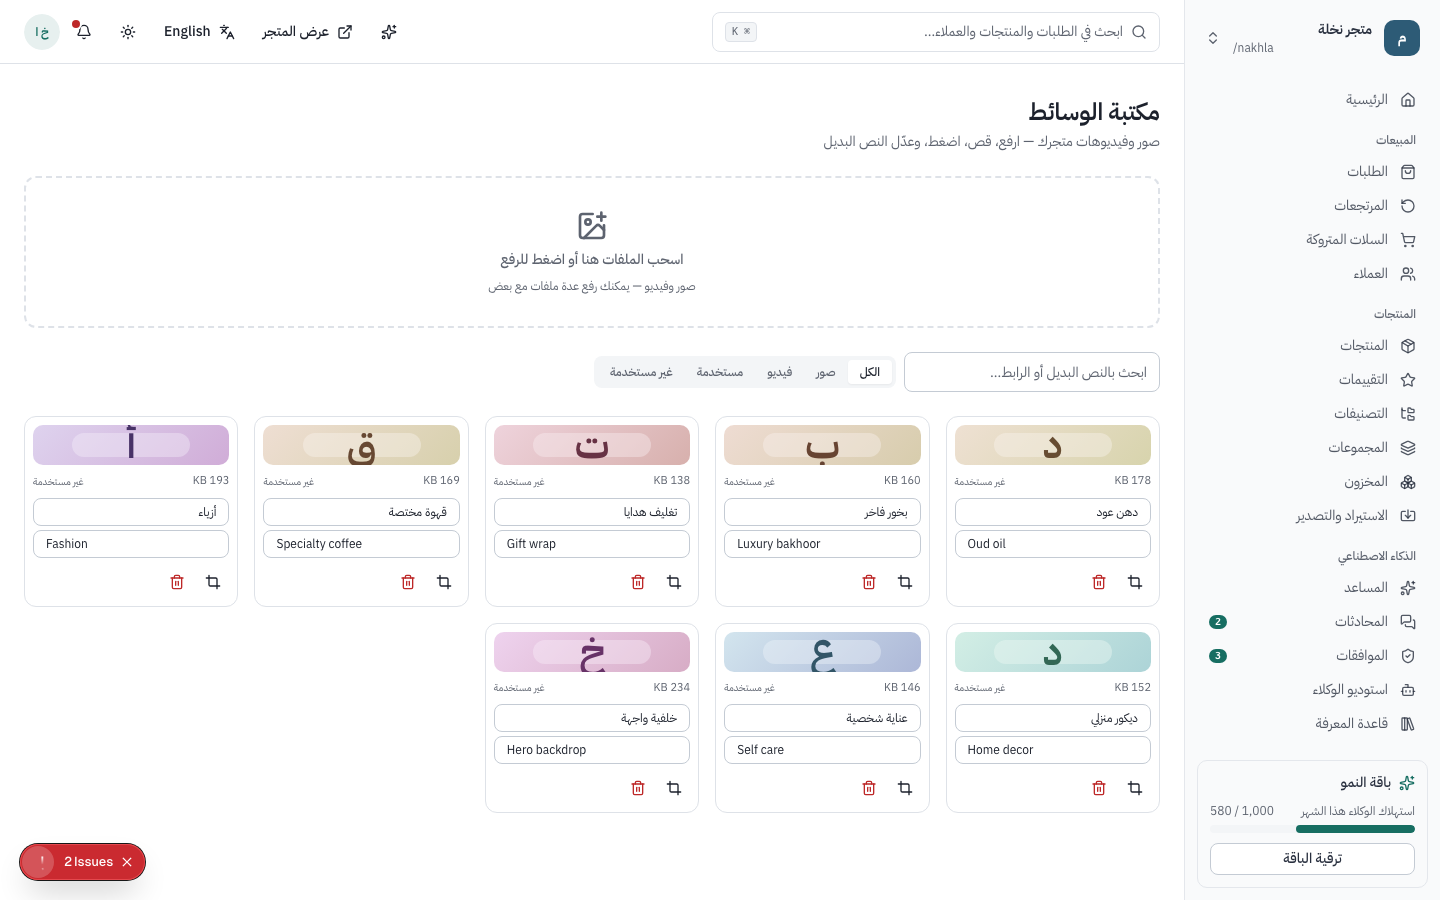 م
متجر نخلة
/nakhla
الرئيسية
المبيعات
الطلبات
المرتجعات
السلات المتروكة
العملاء
المنتجات
المنتجات
التقييمات
التصنيفات
المجموعات
المخزون
الاستيراد والتصدير
الذكاء الاصطناعي
المساعد
المحادثات 2
الموافقات 3
استوديو الوكلاء
قاعدة المعرفة
باقة النمو
استهلاك الوكلاء هذا الشهر 580 / 1,000
ترقية الباقة
ابحث في الطلبات والمنتجات والعملاء... ⌘ K
عرض المتجر
English
خ ا
مكتبة الوسائط
صور وفيديوهات متجرك — ارفع، قص، اضغط، وعدّل النص البديل
اسحب الملفات هنا أو اضغط للرفع
صور وفيديو — يمكنك رفع عدة ملفات مع بعض
ابحث بالنص البديل أو الرابط...
الكل صور فيديو مستخدمة غير مستخدمة
د
KB 178 غير مستخدمة
دهن عود
Oud oil
ب
KB 160 غير مستخدمة
بخور فاخر
Luxury bakhoor
ت
KB 138 غير مستخدمة
تغليف هدايا
Gift wrap
ق
KB 169 غير مستخدمة
قهوة مختصة
Specialty coffee
أ
KB 193 غير مستخدمة
أزياء
Fashion
د
KB 152 غير مستخدمة
ديكور منزلي
Home decor
ع
KB 146 غير مستخدمة
عناية شخصية
Self care
خ
KB 234 غير مستخدمة
خلفية واجهة
Hero backdrop
! 2 Issues